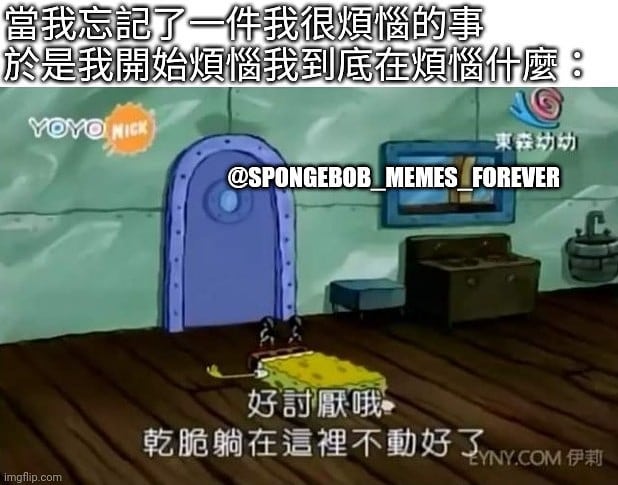 當我忘記了一件我很煩惱的事
於是我開始煩惱我到底在煩惱什麼：
YOYO NICK
東森幼幼
@SPONGEBOB_MEMES_FOREVER
好討厭哦
乾脆躺在這裡不動好了
EYNY.COM 伊莉
imgflip.com